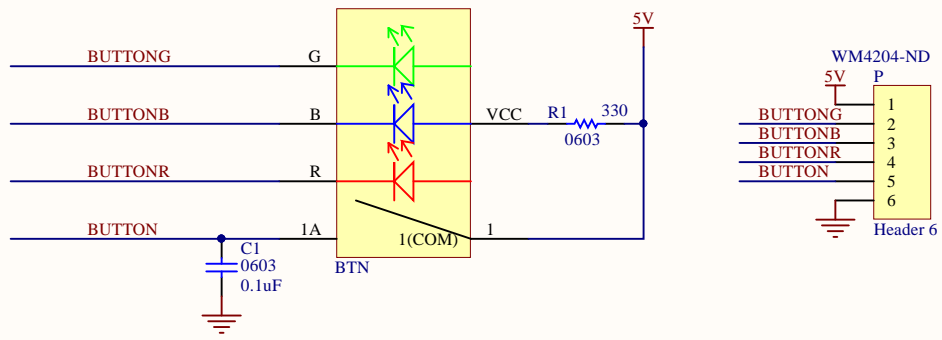 5V
BUTTONG G
BUTTONB B VCC R1 330
0603
BUTTONR R
BUTTON 1A 1(COM) 1
C1
0603
0.1uF
BTN
WM4204-ND
5V P
1
BUTTONG 2
BUTTONB 3
BUTTONR 4
BUTTON 5
6
Header 6